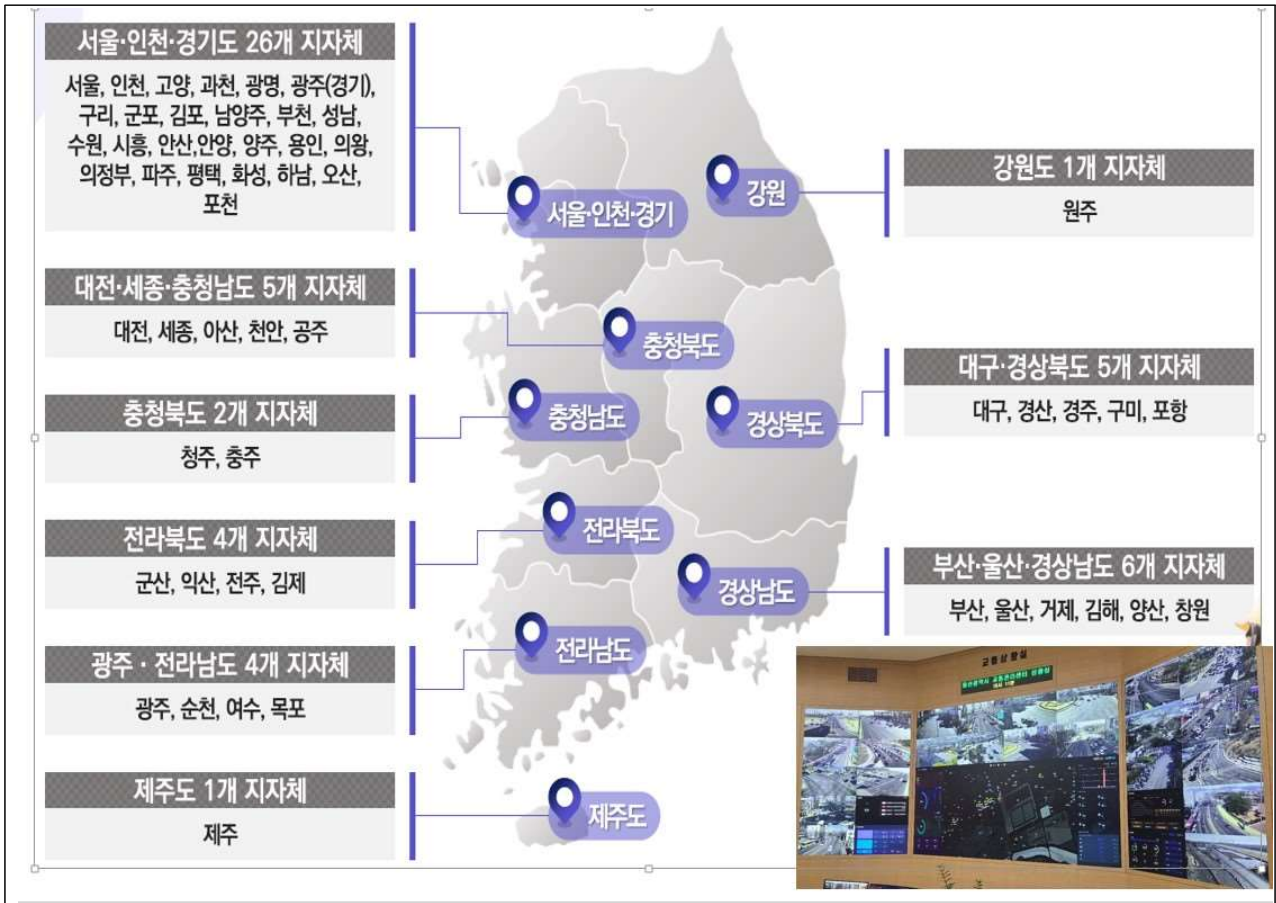 서울·인천·경기도 26개 지자체
서울, 인천, 고양, 과천, 광명, 광주(경기),
구리, 군포, 김포, 남양주, 부천, 성남,
수원, 시흥, 안산,안양, 양주, 용인, 의왕,
의정부, 파주, 평택, 화성, 하남, 오산,
포천
대전·세종·충청남도 5개 지자체
대전, 세종, 아산, 천안, 공주
충청북도 2개 지자체
청주, 충주
전라북도 4개 지자체
군산, 익산, 전주, 김제
광주 · 전라남도 4개 지자체
광주, 순천, 여수, 목포
제주도 1개 지자체
제주
서울·인천·경기
강원
충청북도
충청남도
경상북도
전라북도
경상남도
전라남도
제주도
강원도 1개 지자체
원주
대구·경상북도 5개 지자체
대구, 경산, 경주, 구미, 포항
부산·울산·경상남도 6개 지자체
부산, 울산, 거제, 김해, 양산, 창원
교통상황실